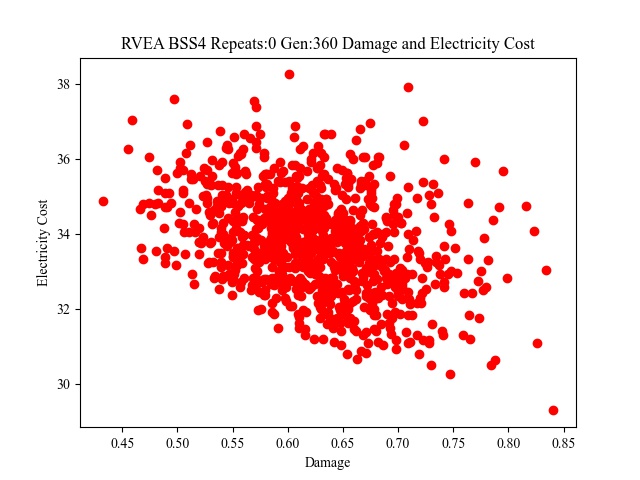 RVEA BSS4 Repeats:0 Gen:360 Damage and Electricity Cost
38
36
34
32
30
Electricity Cost
0.45 0.50 0.55 0.60 0.65 0.70 0.75 0.80 0.85
Damage